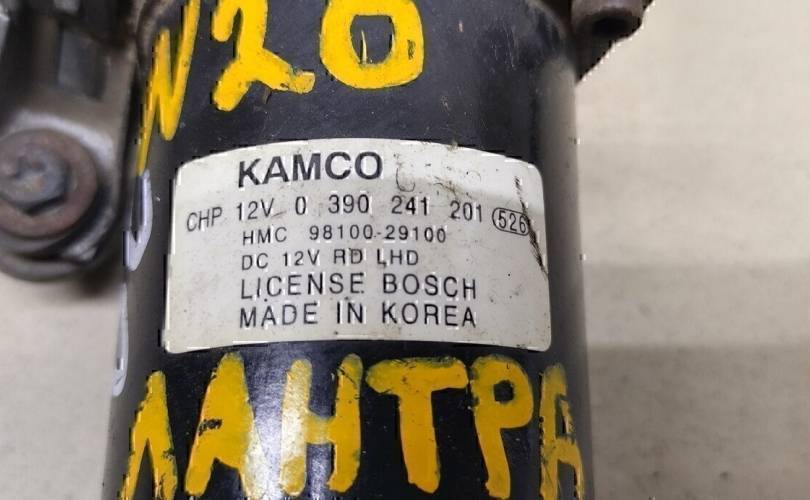 N20
KAMCO
CHP 12V 0 390 241 201 526
HMC 98100-29100
DC 12V RD LHD
LICENSE BOSCH
MADE IN KOREA
ЛАНТРА